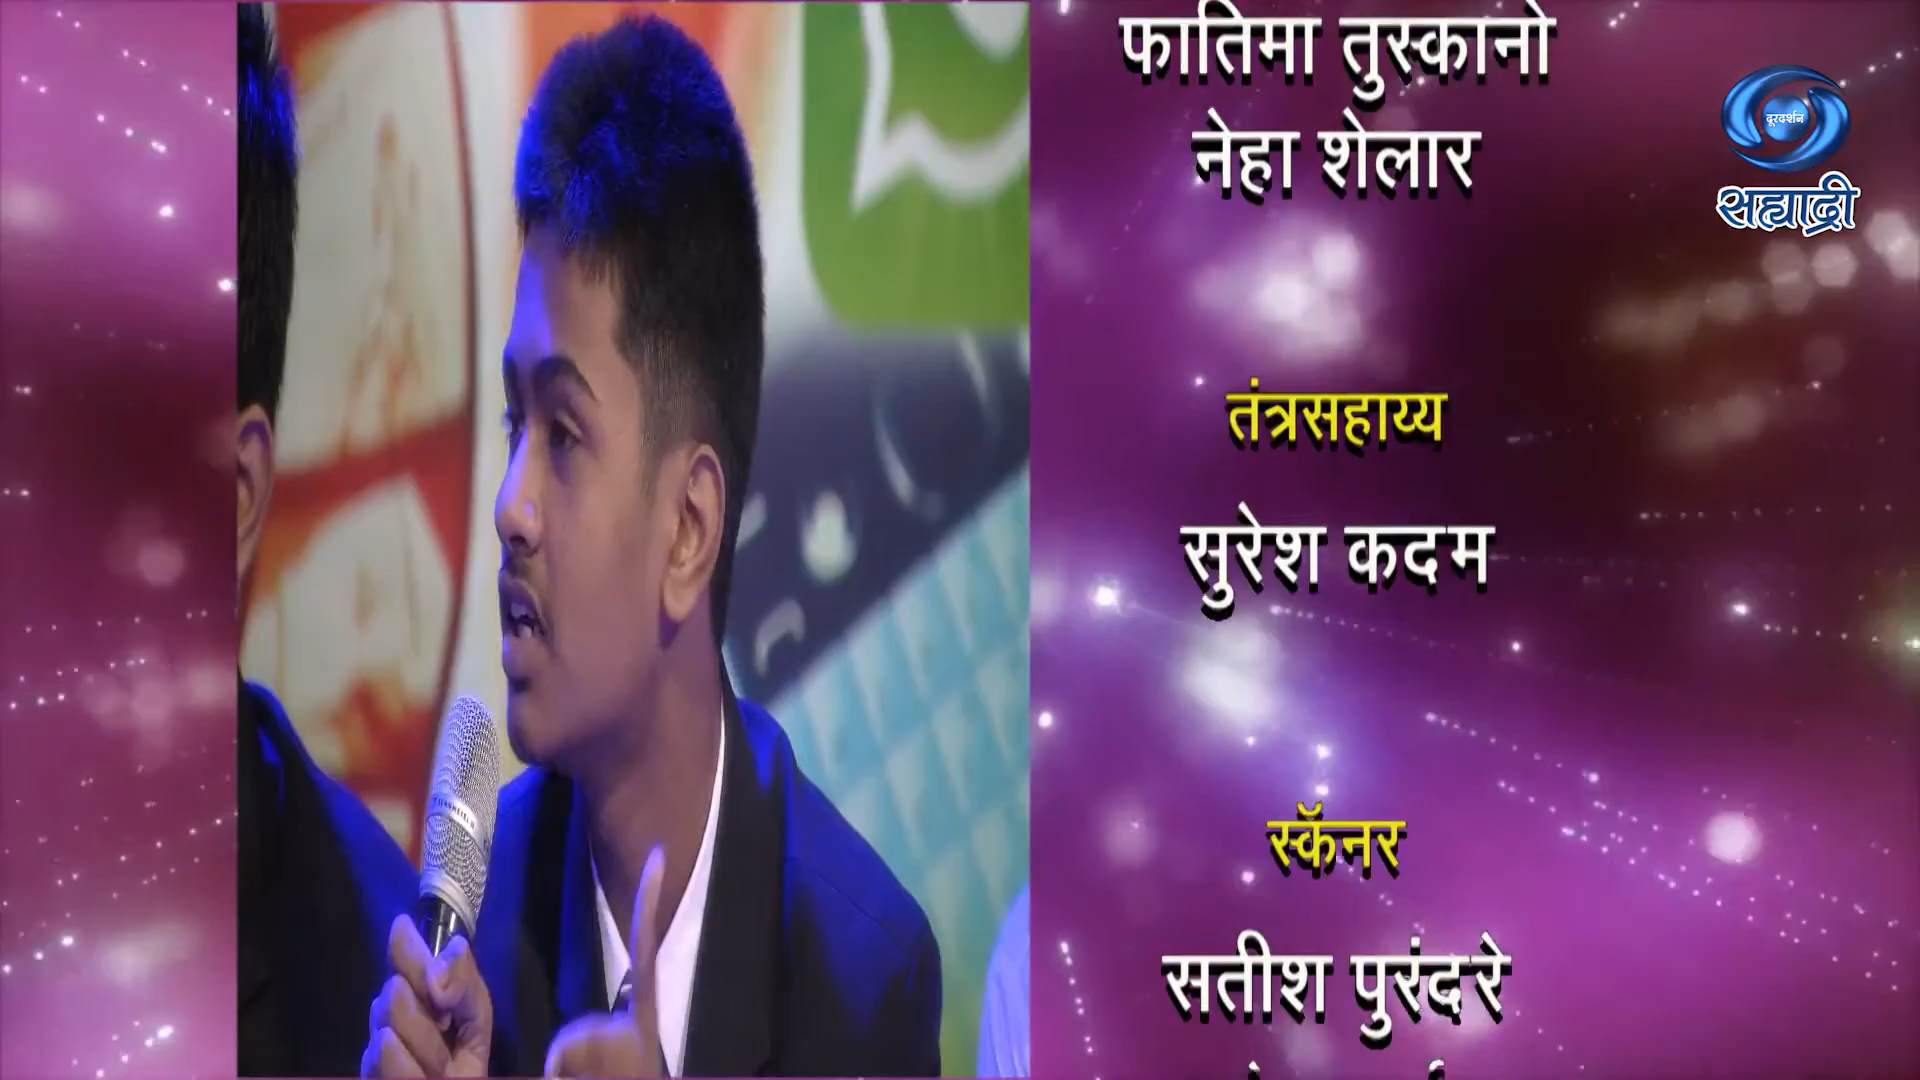 फातिमा तुस्कानो
नेहा शेलार
दूरदर्शन
सह्याद्री
तंत्रसहाय्य
सुरेश कदम
स्कॅनर
सतीश पुरंदरे